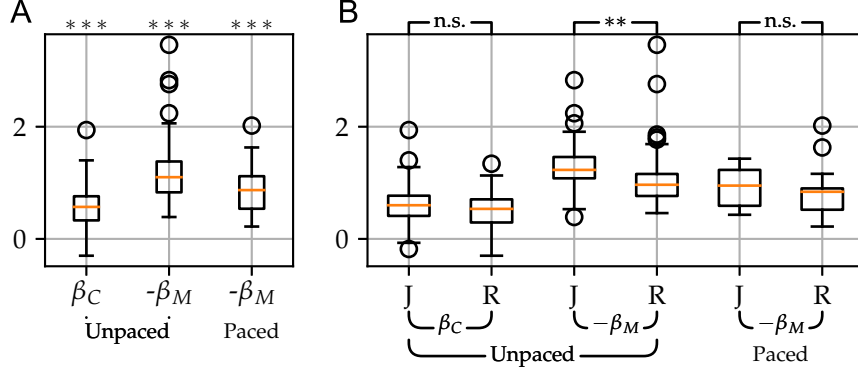 A
B
*** *** ***
n.s. ** n.s.
2
0
2
0
β_C -β_M -β_M
Unpaced Paced
J R J R J R
β_C −β_M −β_M
Unpaced Paced